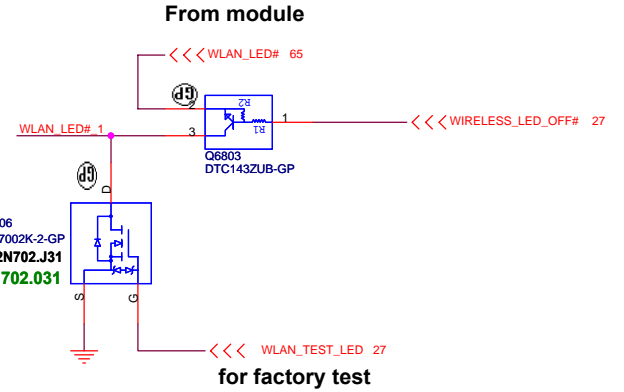 From module
WLAN_LED# 65
GP
2
R2
R1
1
WIRELESS_LED_OFF# 27
WLAN_LED#_1
3
Q6803
DTC143ZUB-GP
GP
D
06
7002K-2-GP
2N702.J31
702.031
S
G
WLAN_TEST_LED 27
for factory test